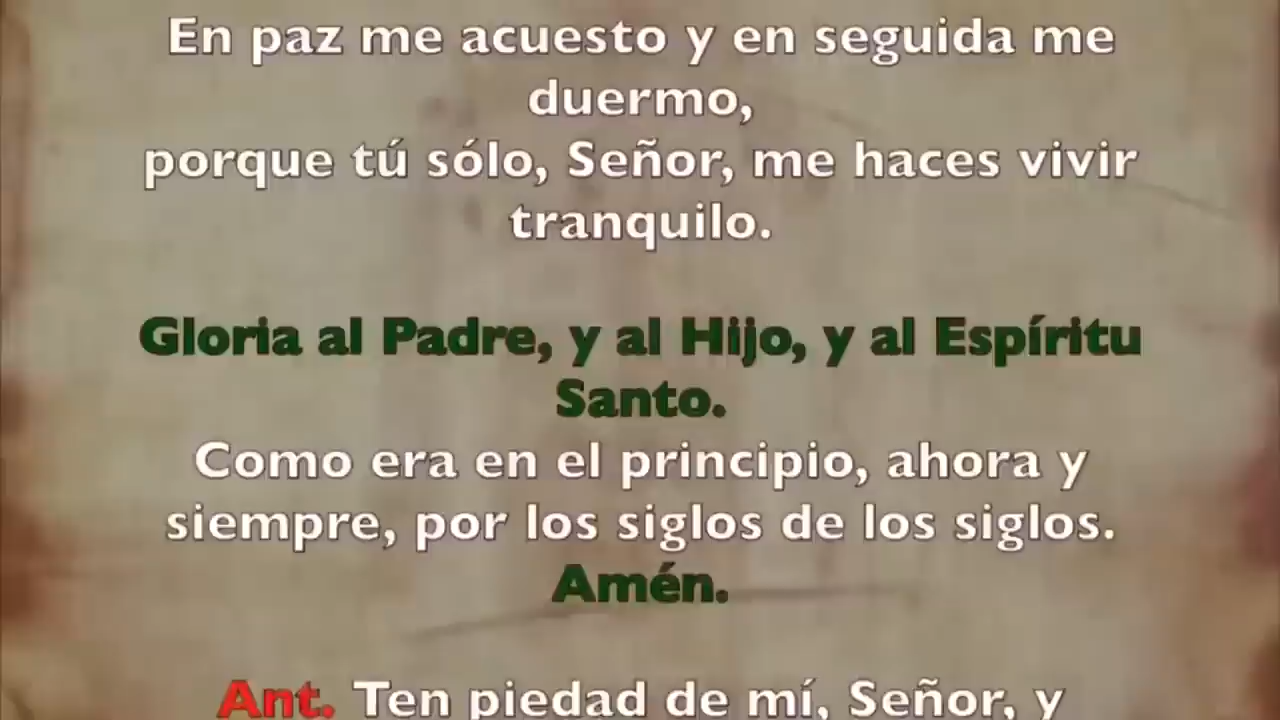 En paz me acuesto y en seguida me
duermo,
porque tú sólo, Señor, me haces vivir
tranquilo.
Gloria al Padre, y al Hijo, y al Espíritu
Santo.
Como era en el principio, ahora y
siempre, por los siglos de los siglos.
Amén.
Ant. Ten piedad de mí, Señor, y